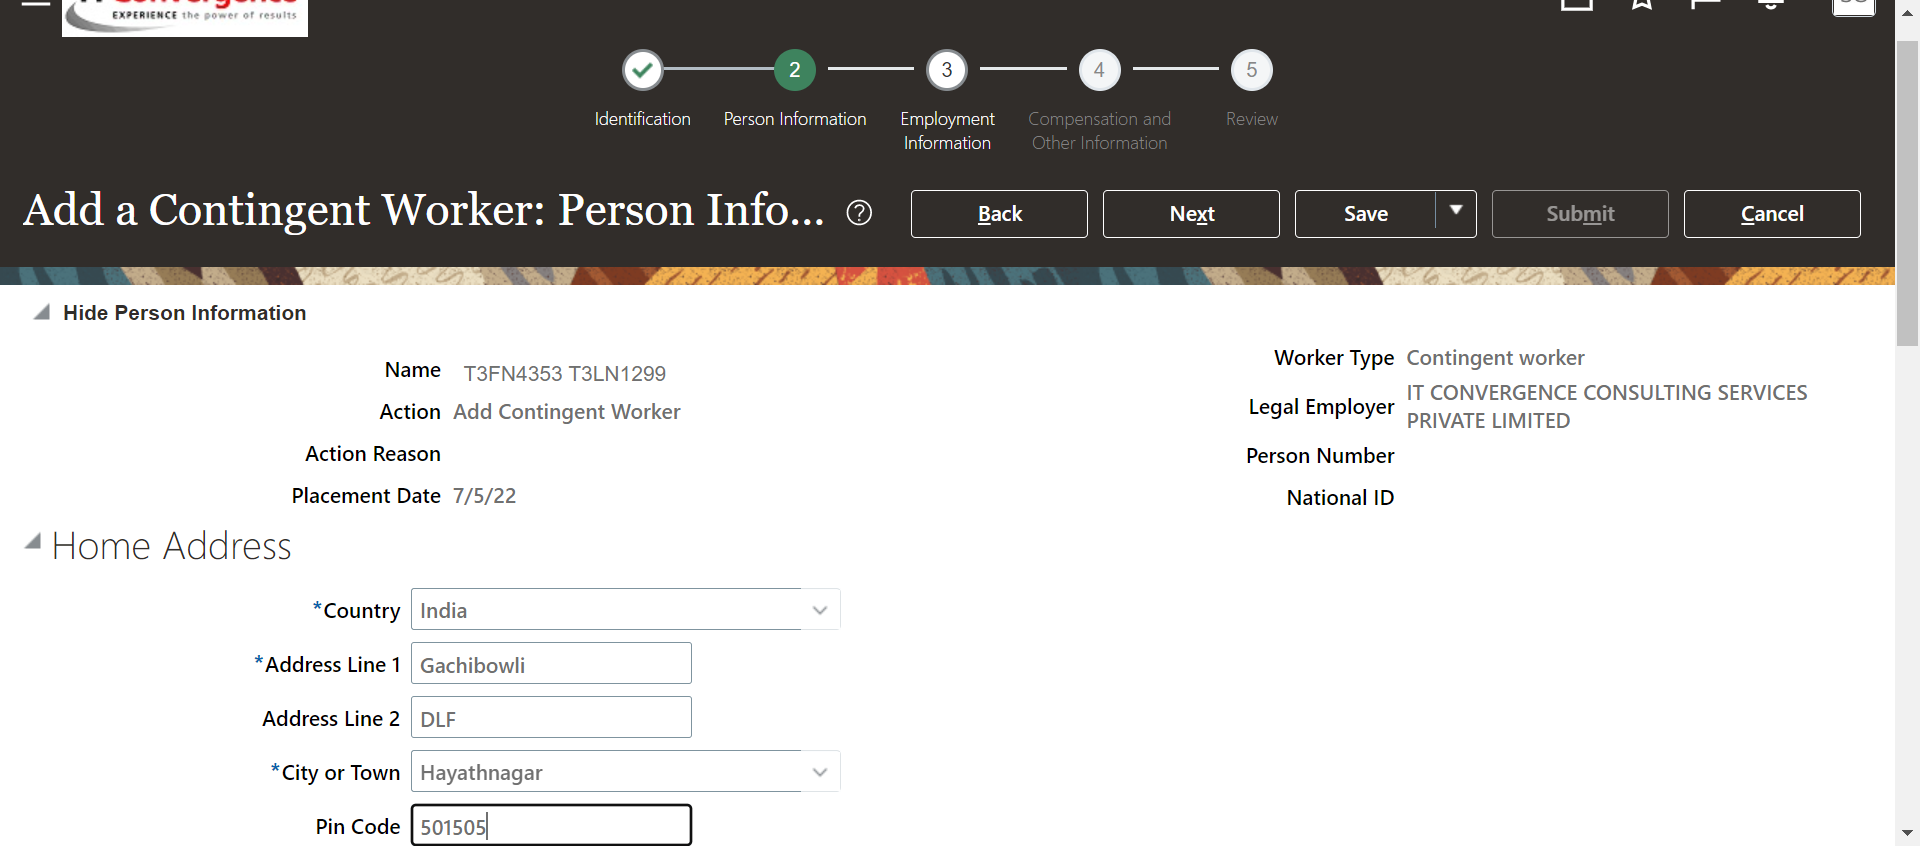 EXPERIENCE the power of results
2
3
4
5
Identification
Person Information
Employment
Information
Compensation and
Other Information
Review
Add a Contingent Worker: Person Info...
?
Back
Next
Save
Submit
Cancel
Hide Person Information
Name T3FN4353 T3LN1299
Action Add Contingent Worker
Action Reason
Placement Date 7/5/22
Worker Type Contingent worker
Legal Employer IT CONVERGENCE CONSULTING SERVICES
PRIVATE LIMITED
Person Number
National ID
Home Address
*Country India
*Address Line 1 Gachibowli
Address Line 2 DLF
*City or Town Hayathnagar
Pin Code 501505